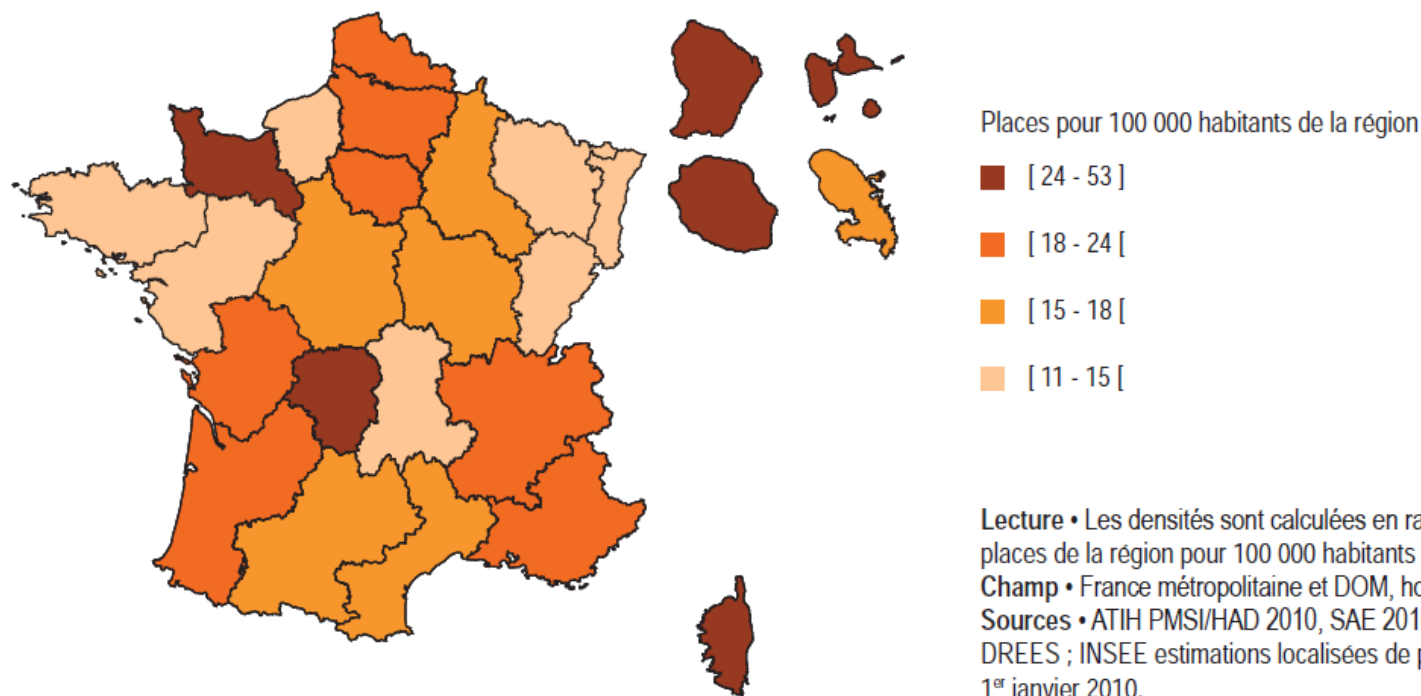 Places pour 100 000 habitants de la région
[ 24 - 53 ]
[ 18 - 24 [
[ 15 - 18 [
[ 11 - 15 [
Lecture • Les densités sont calculées en ra
places de la région pour 100 000 habitants
Champ • France métropolitaine et DOM, ho
Sources • ATIH PMSI/HAD 2010, SAE 201
DREES ; INSEE estimations localisées de p
1er janvier 2010.